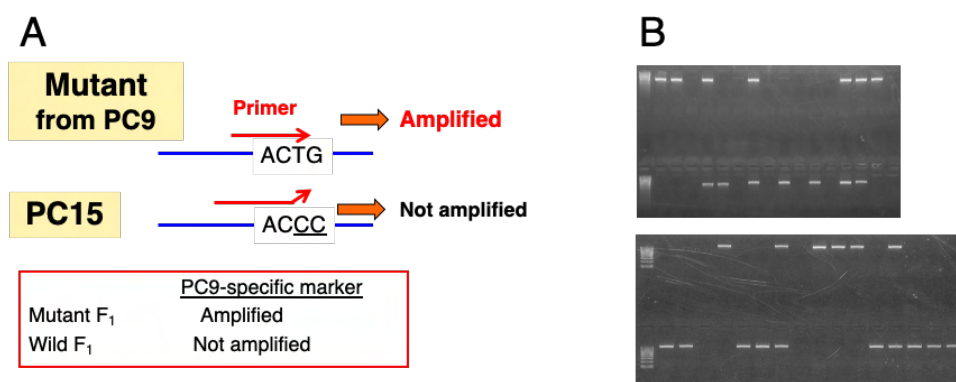 A
B
Mutant
from PC9
Primer
Amplified
ACTG
PC15
ACCC
Not amplified
PC9-specific marker
Mutant F₁ Amplified
Wild F₁ Not amplified